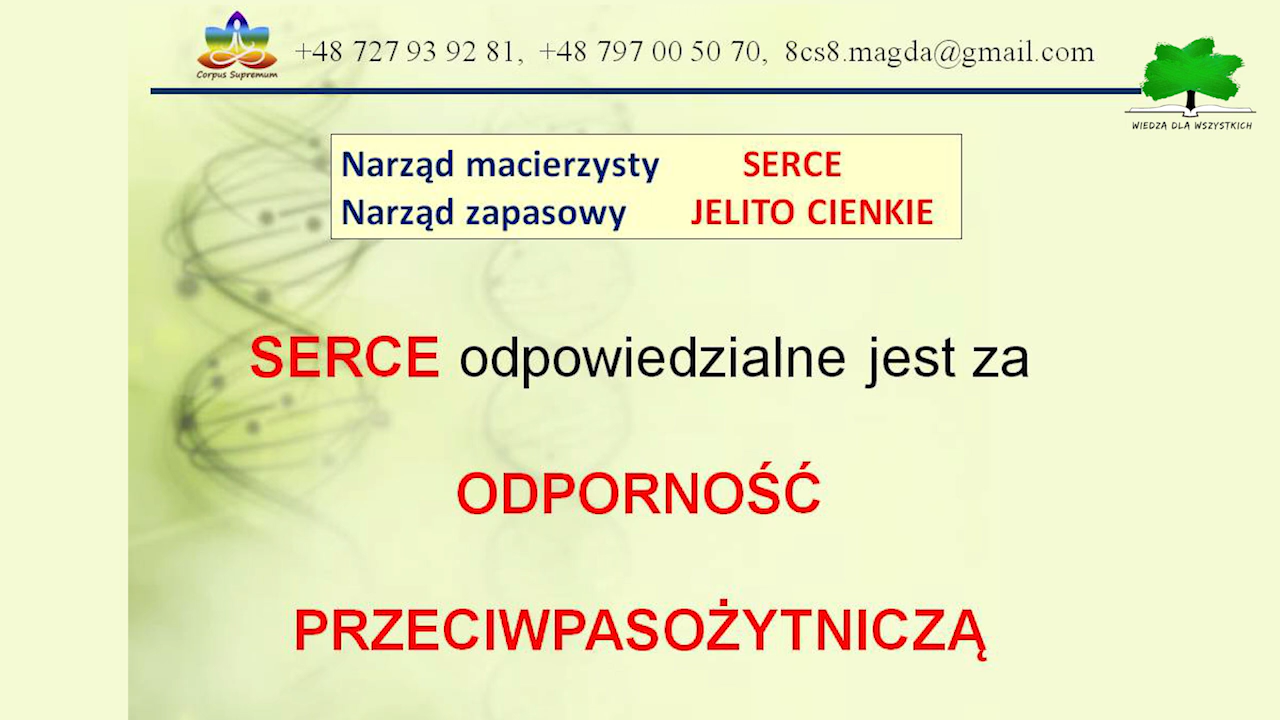 Corpus Supremum
+48 727 93 92 81, +48 797 00 50 70, 8cs8.magda@gmail.com
WIEDZA DLA WSZYSTKICH
Narząd macierzysty SERCE
Narząd zapasowy JELITO CIENKIE
SERCE odpowiedzialne jest za
ODPORNOŚĆ
PRZECIWPASOŻYTNICZĄ